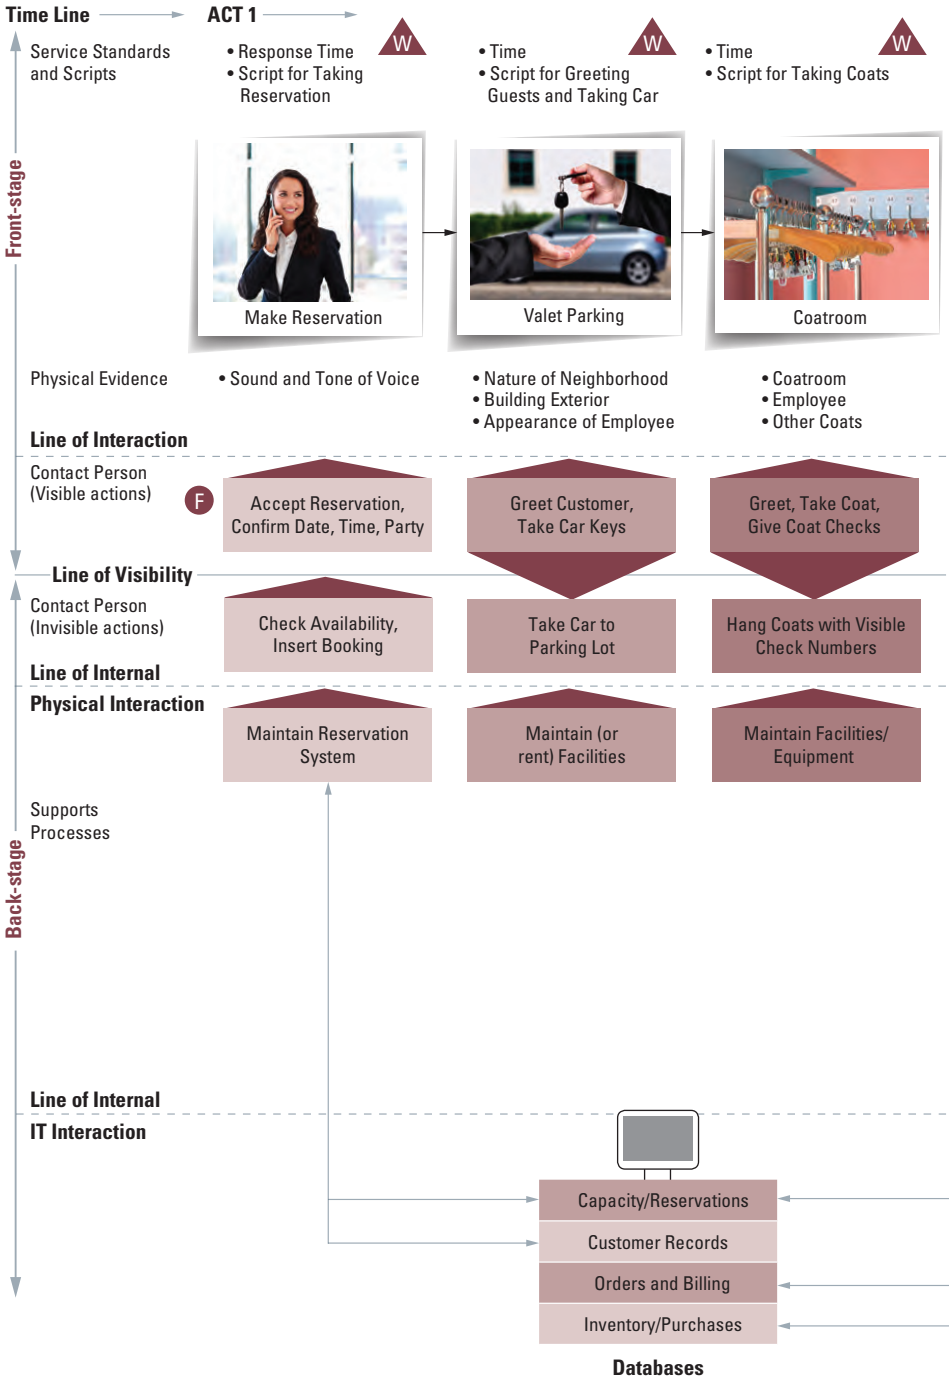 Time Line
ACT 1
Service Standards
and Scripts
• Response Time
• Script for Taking
Reservation
W
• Time
• Script for Greeting
Guests and Taking Car
W
• Time
• Script for Taking Coats
W
Front-stage
Make Reservation
Valet Parking
Coatroom
Physical Evidence
• Sound and Tone of Voice
• Nature of Neighborhood
• Building Exterior
• Appearance of Employee
• Coatroom
• Employee
• Other Coats
Line of Interaction
Contact Person
(Visible actions)
F
Accept Reservation,
Confirm Date, Time, Party
Greet Customer,
Take Car Keys
Greet, Take Coat,
Give Coat Checks
Line of Visibility
Contact Person
(Invisible actions)
Check Availability,
Insert Booking
Take Car to
Parking Lot
Hang Coats with Visible
Check Numbers
Line of Internal
Physical Interaction
Maintain Reservation
System
Maintain (or
rent) Facilities
Maintain Facilities/
Equipment
Supports
Processes
Back-stage
Line of Internal
IT Interaction
Capacity/Reservations
Customer Records
Orders and Billing
Inventory/Purchases
Databases